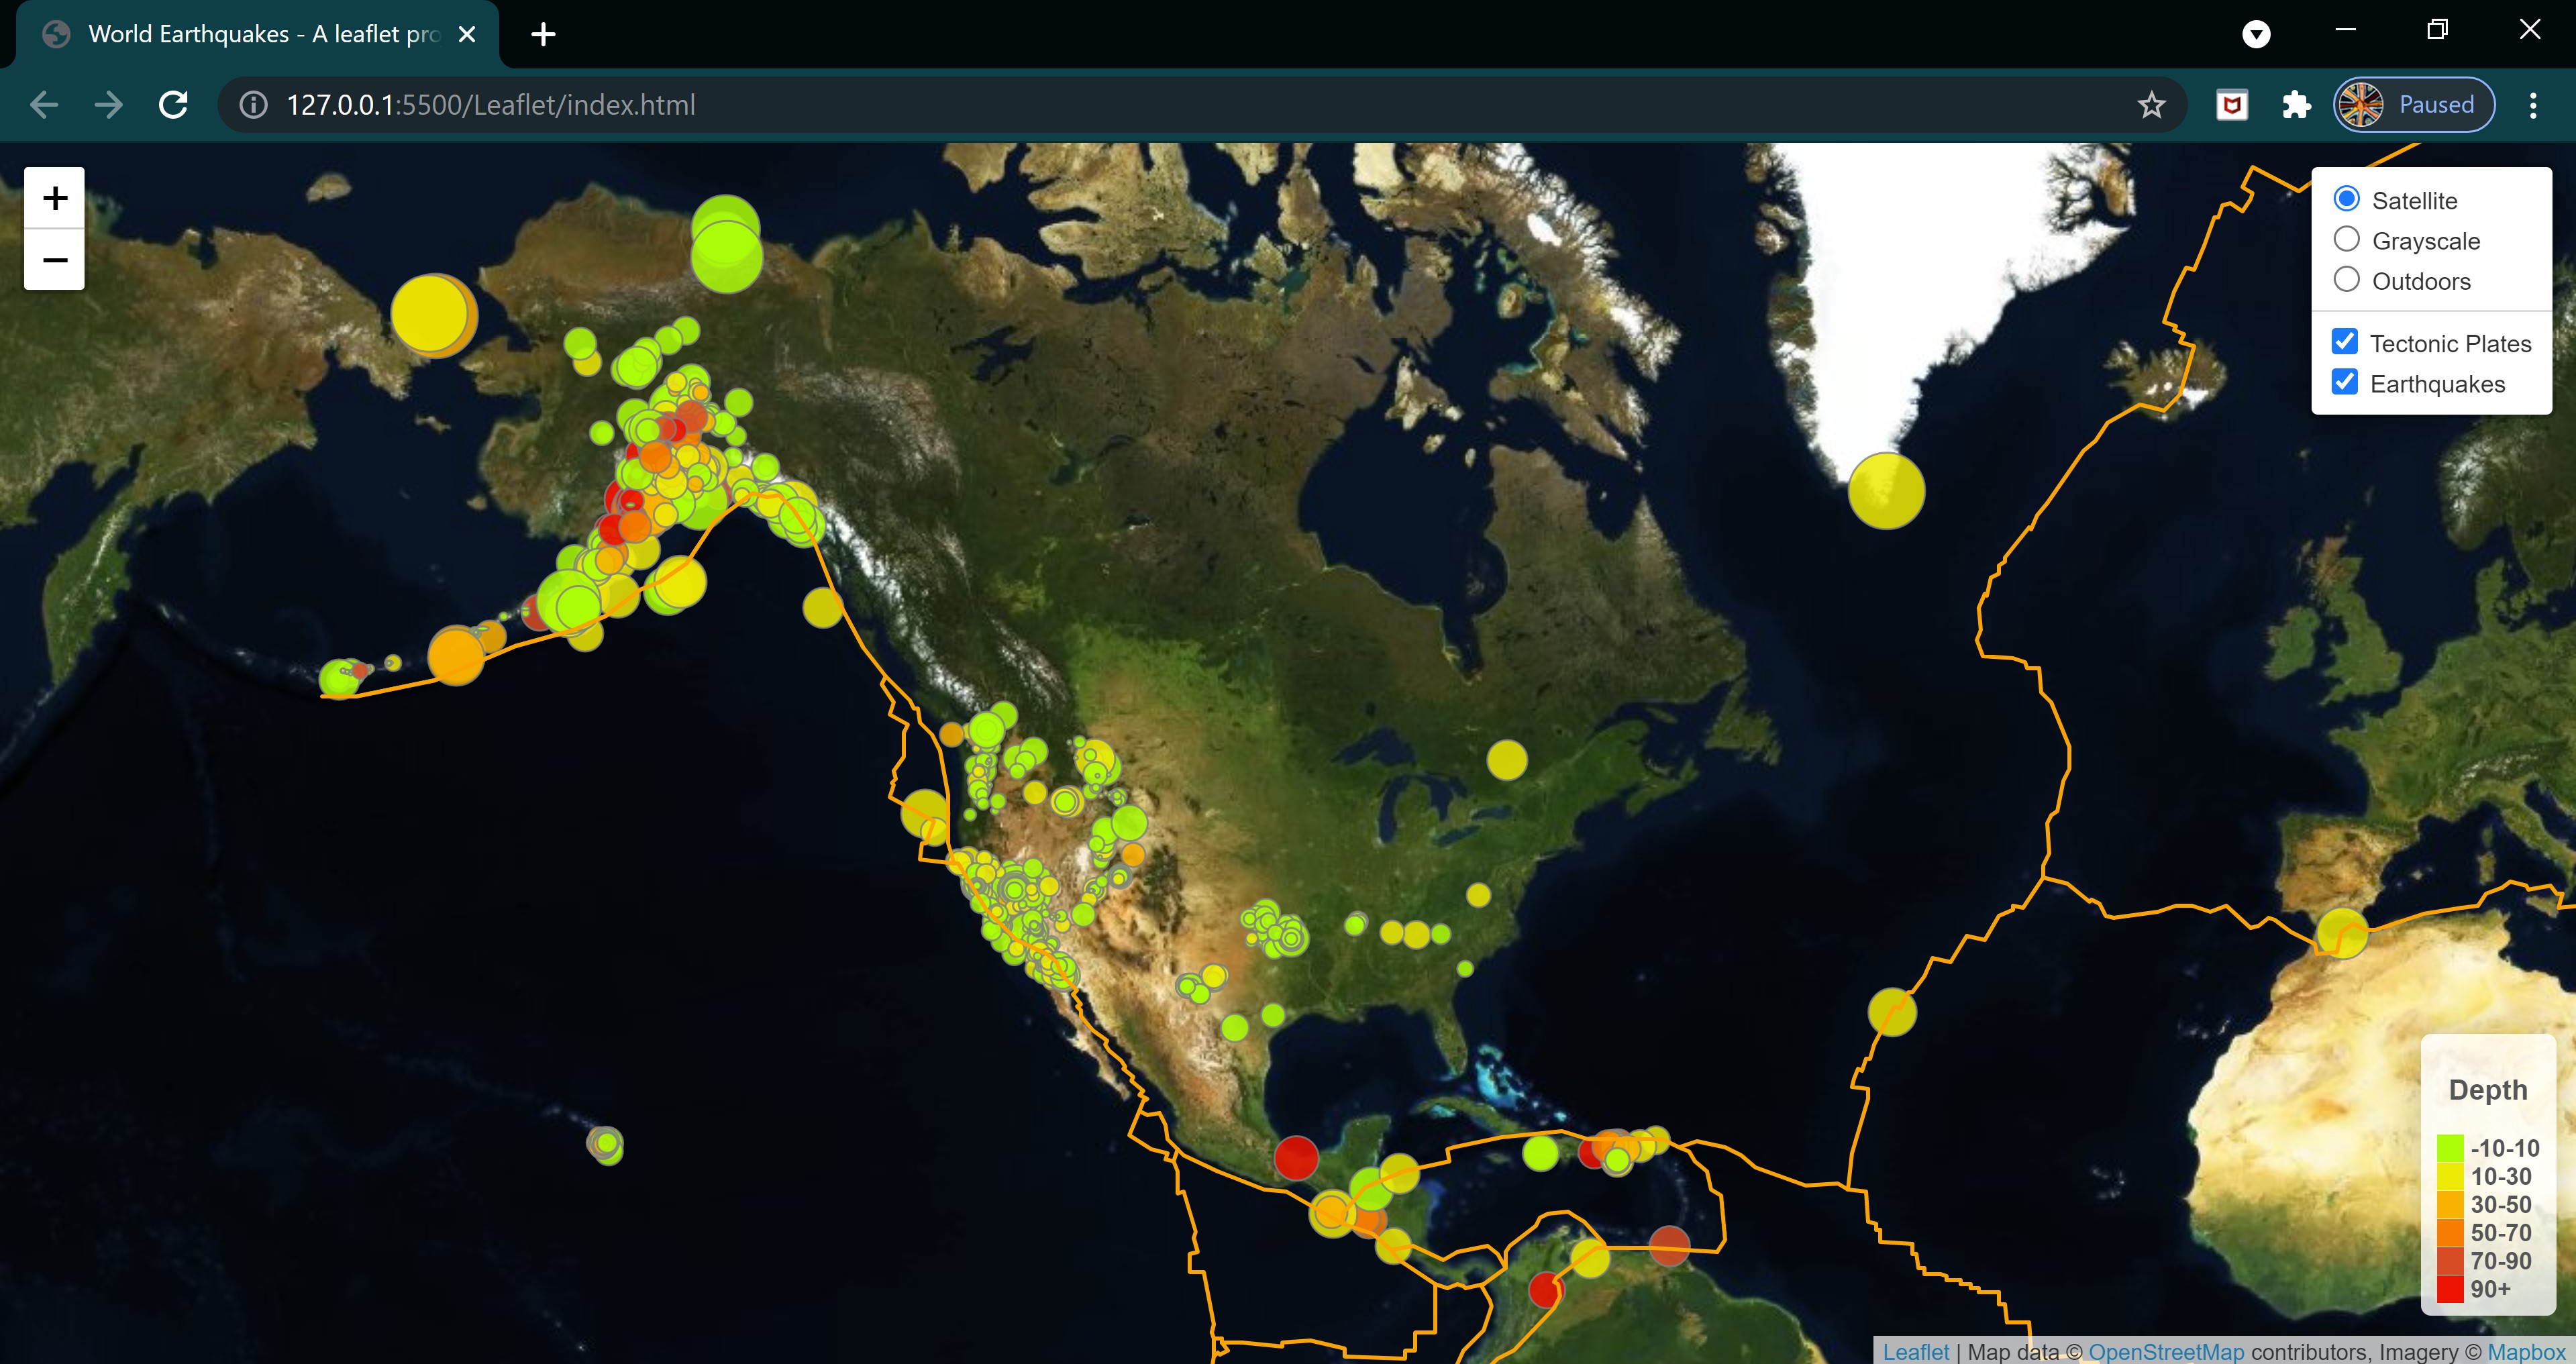 World Earthquakes - A leaflet pro
127.0.0.1:5500/Leaflet/index.html
Paused
+
−
Satellite
Grayscale
Outdoors
Tectonic Plates
Earthquakes
Depth
-10-10
10-30
30-50
50-70
70-90
90+
Leaflet | Map data © OpenStreetMap contributors, Imagery © Mapbox